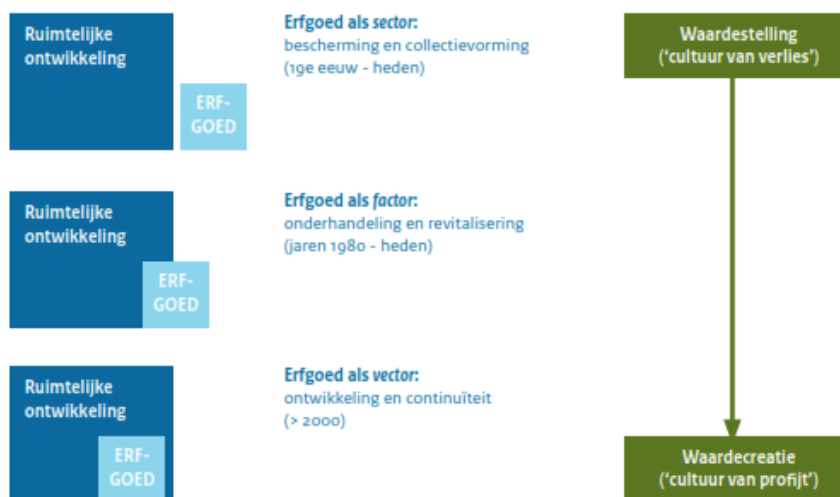 Ruimtelijke
ontwikkeling
ERF-
GOED
Erfgoed als sector:
bescherming en collectievorming
(19e eeuw - heden)
Waardestelling
(‘cultuur van verlies’)
Ruimtelijke
ontwikkeling
ERF-
GOED
Erfgoed als factor:
onderhandeling en revitalisering
(jaren 1980 - heden)
Ruimtelijke
ontwikkeling
ERF-
GOED
Erfgoed als vector:
ontwikkeling en continuïteit
(> 2000)
Waardecreatie
(‘cultuur van profijt’)